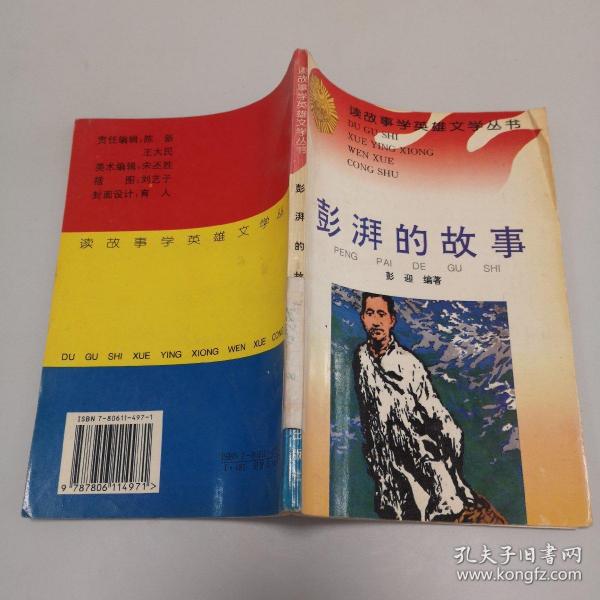 责任编辑：陈新
王大民
美术编辑：宋丕胜
插图：刘艺子
封面设计：育人
读故事学英雄文学丛
DU GU SHI XUE YING XIONG WEN XUE CONG
ISBN 7-80611-497-1
9 787806 114971 >
读故事学英雄文学丛书
彭湃的故
读故事学英雄文学丛书
DU GU SHI
XUE YING XIONG
WEN XUE
CONG SHU
彭湃的故事
PENG PAI DE GU SHI
彭迎 编著
孔夫子旧书网
www.kongfz.com